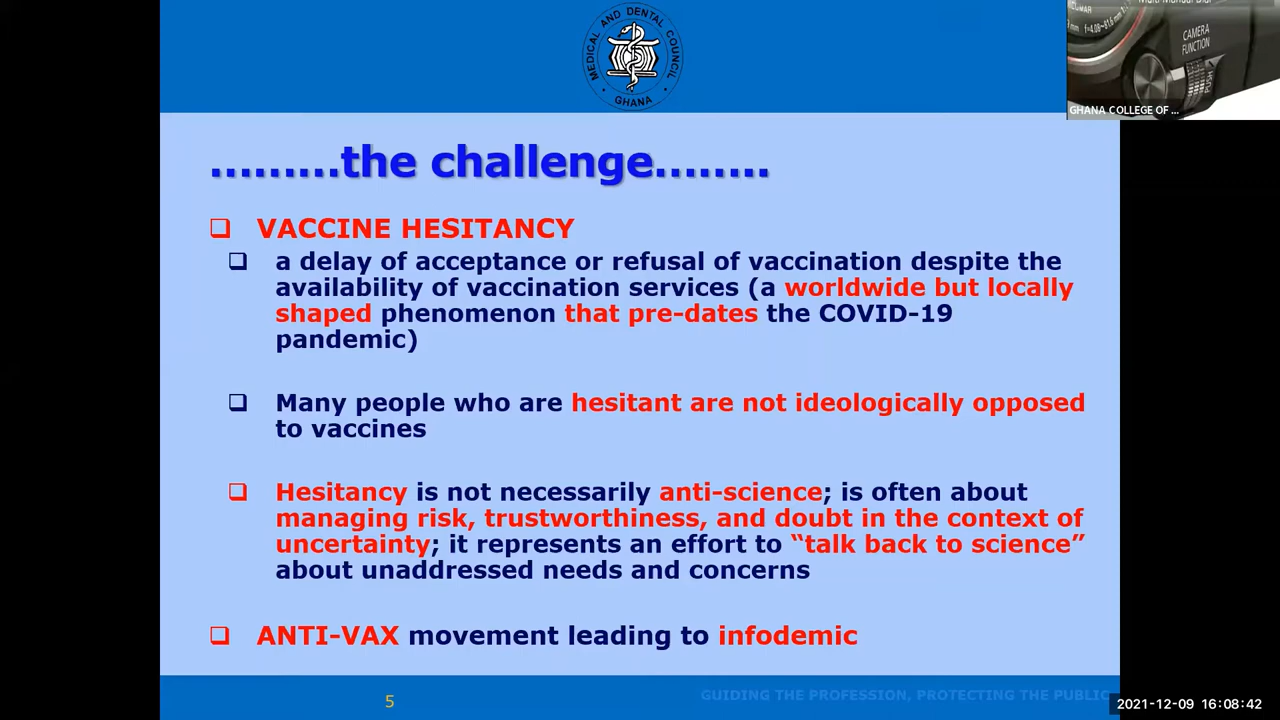 MEDICAL AND DENTAL COUNCIL
GHANA
CAMERA
FUNCTION
PUSH
GHANA COLLEGE OF ...
.........the challenge........
VACCINE HESITANCY
a delay of acceptance or refusal of vaccination despite the
availability of vaccination services (a worldwide but locally
shaped phenomenon that pre-dates the COVID-19
pandemic)
Many people who are hesitant are not ideologically opposed
to vaccines
Hesitancy is not necessarily anti-science; is often about
managing risk, trustworthiness, and doubt in the context of
uncertainty; it represents an effort to “talk back to science”
about unaddressed needs and concerns
ANTI-VAX movement leading to infodemic
5
GUIDING THE PROFESSION, PROTECTING THE PUBLIC
2021-12-09 16:08:42